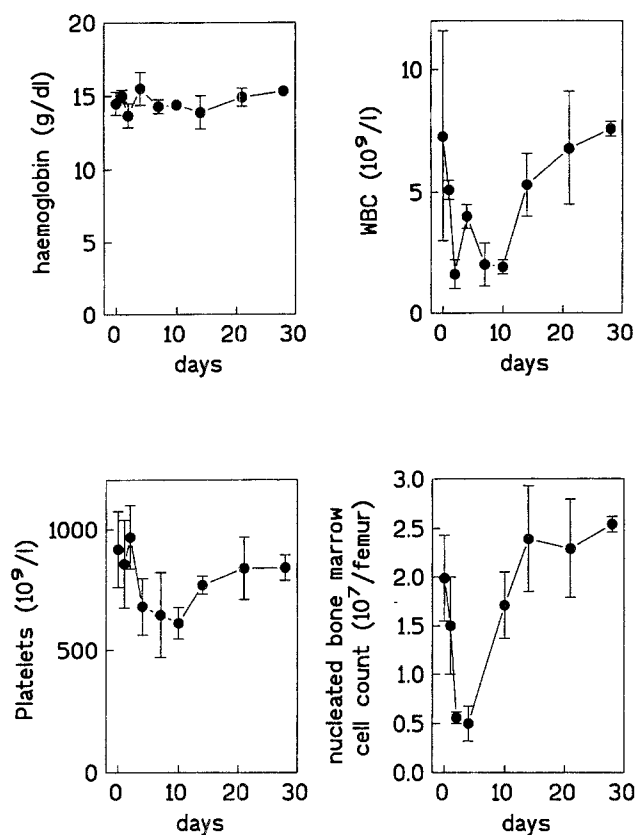 haemoglobin (g/dl)
20
15
10
5
0
0 10 20 30
days
WBC (10⁹/l)
10
5
0
0 10 20 30
days
Platelets (10⁹/l)
1000
500
0
0 10 20 30
days
nucleated bone marrow
cell count (10⁷/femur)
3.0
2.5
2.0
1.5
1.0
0.5
0.0
0 10 20 30
days